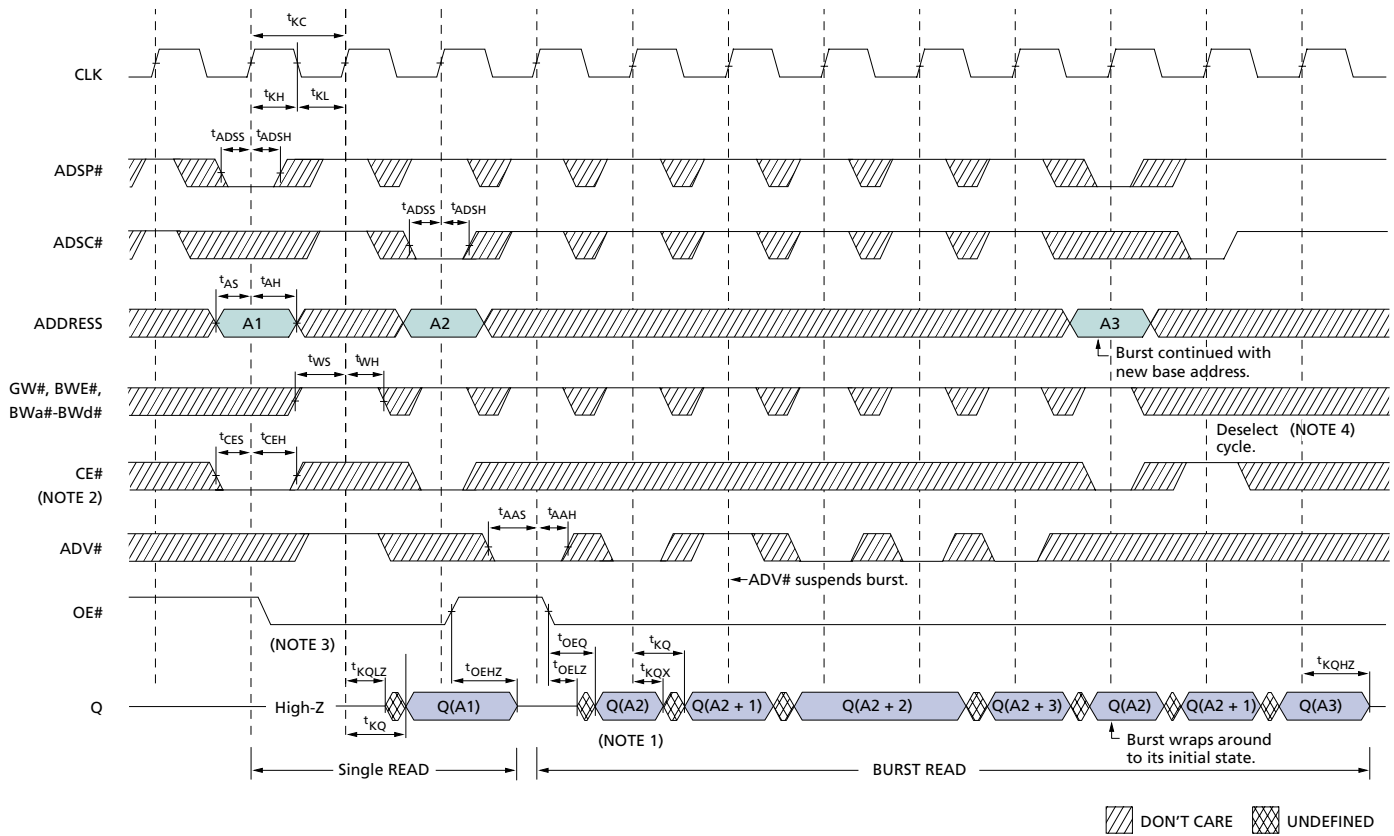 tKC
CLK
tKH tKL
tADSS tADSH
ADSP#
tADSS tADSH
ADSC#
tAS tAH
ADDRESS A1 A2 A3
Burst continued with
new base address.
tWS tWH
GW#, BWE#,
BWa#-BWd#
Deselect (NOTE 4)
cycle.
tCES tCEH
CE#
(NOTE 2)
tAAS tAAH
ADV#
ADV# suspends burst.
OE#
(NOTE 3)
tOEQ tKQ
tKQLZ tOEHZ tOELZ tKQX tKQHZ
Q High-Z Q(A1) Q(A2) Q(A2 + 1) Q(A2 + 2) Q(A2 + 3) Q(A2) Q(A2 + 1) Q(A3)
tKQ
(NOTE 1)
Burst wraps around
to its initial state.
Single READ BURST READ
DON'T CARE UNDEFINED